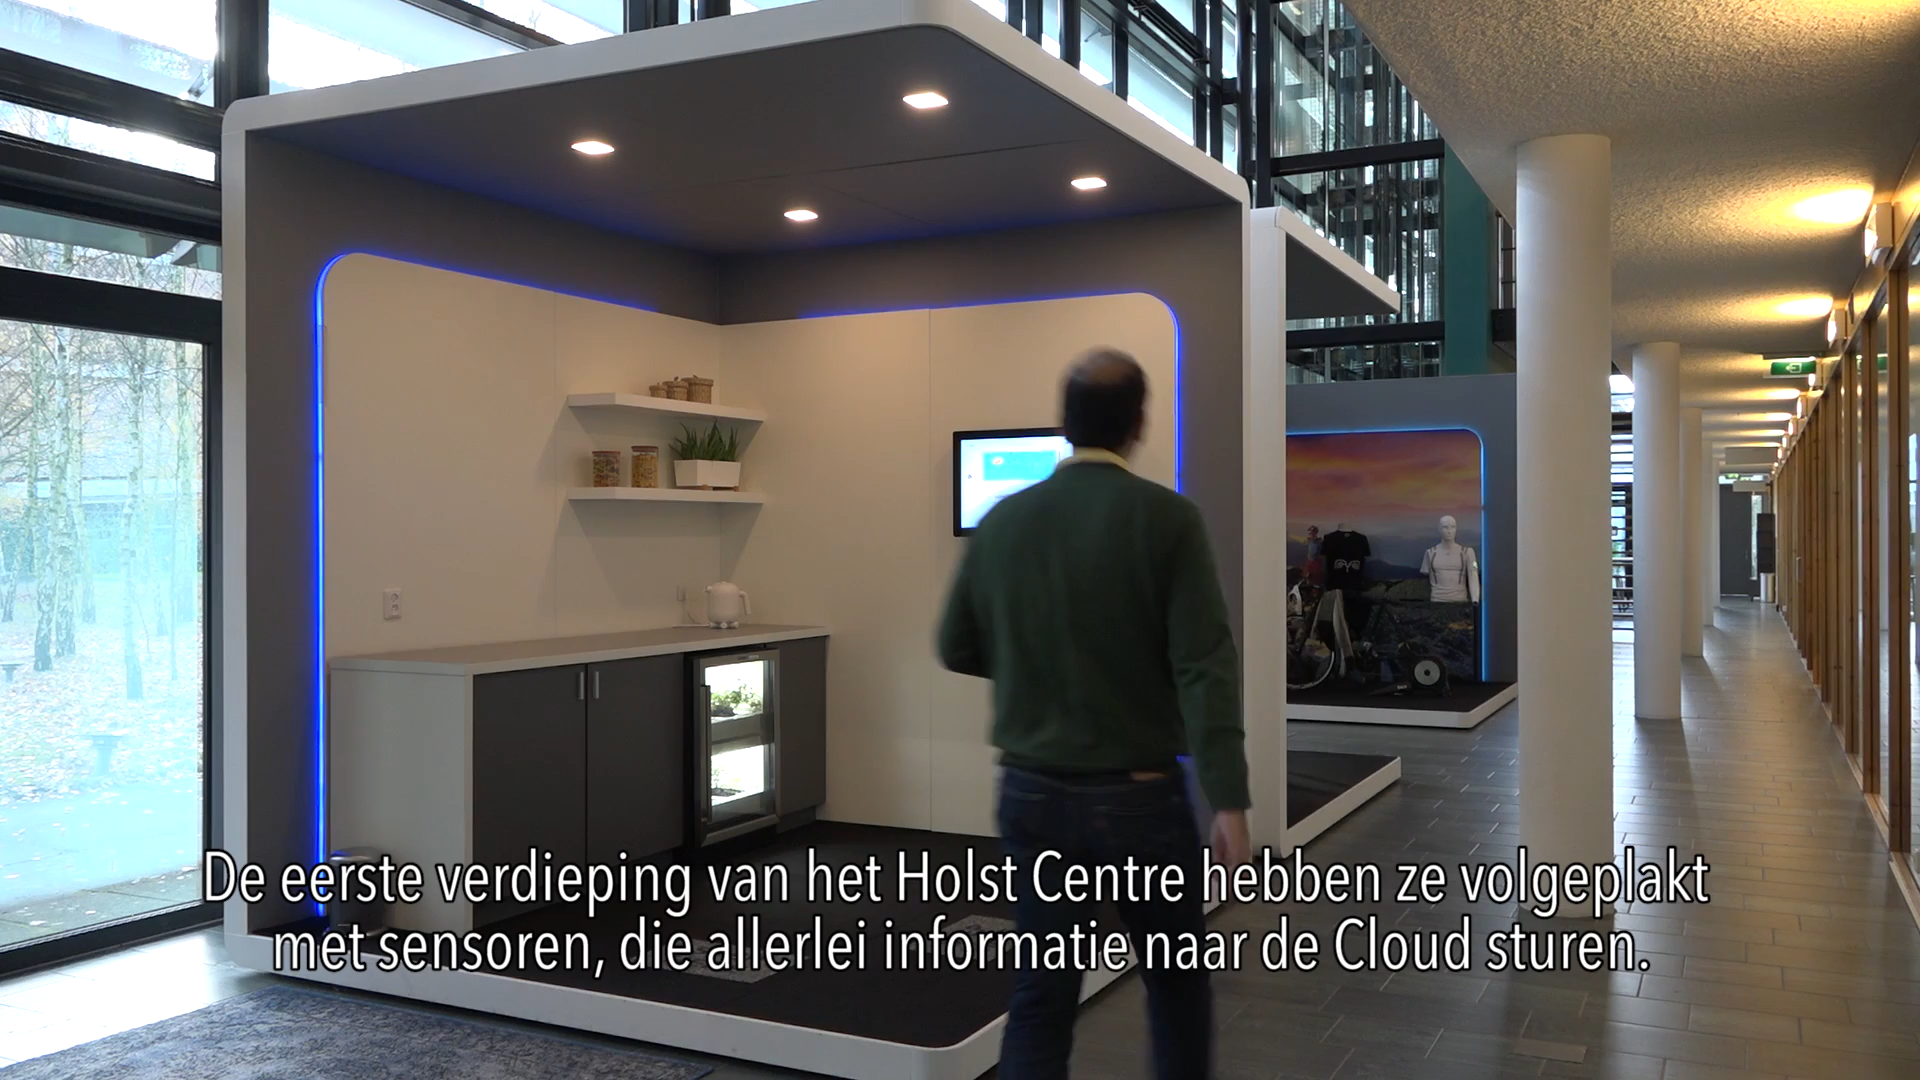 De eerste verdieping van het Holst Centre hebben ze volgeplakt
met sensoren, die allerlei informatie naar de Cloud sturen.